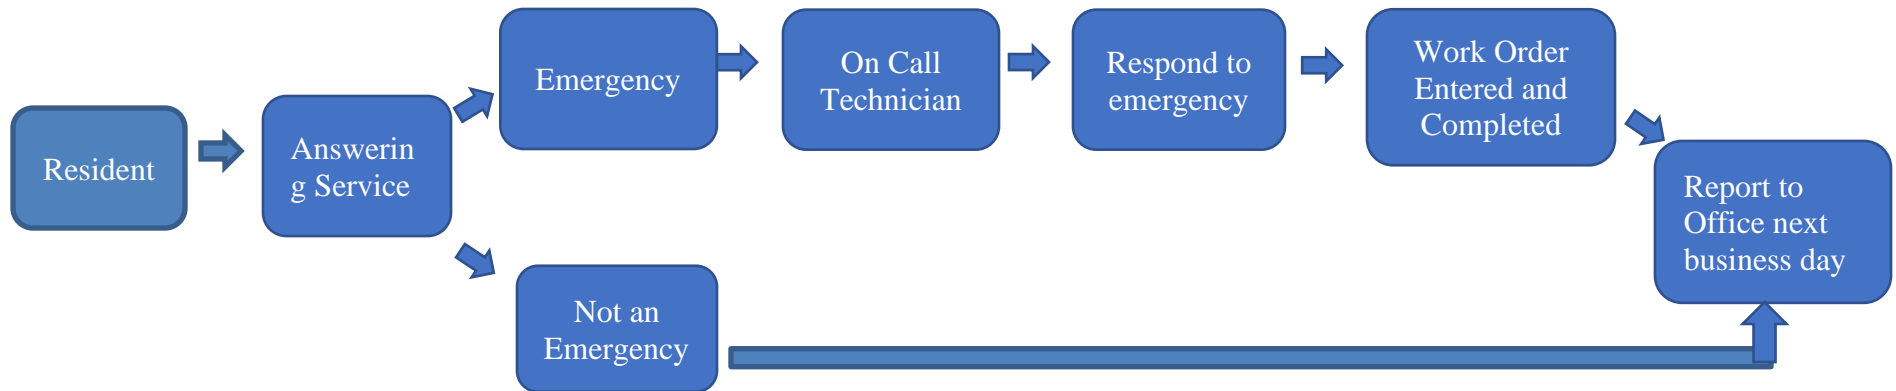 Resident
Answerin
g Service
Emergency
On Call
Technician
Respond to
emergency
Work Order
Entered and
Completed
Report to
Office next
business day
Not an
Emergency